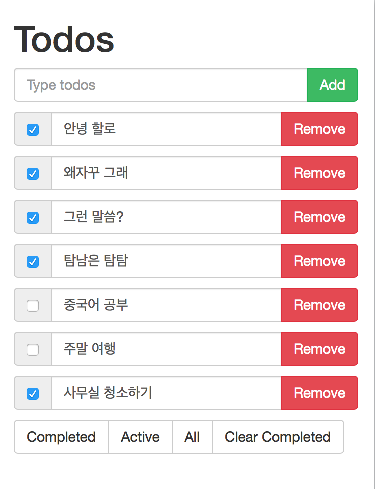 Todos
Type todos Add
안녕 할로 Remove
왜자꾸 그래 Remove
그런 말씀? Remove
탐남은 탐탐 Remove
중국어 공부 Remove
주말 여행 Remove
사무실 청소하기 Remove
Completed Active All Clear Completed